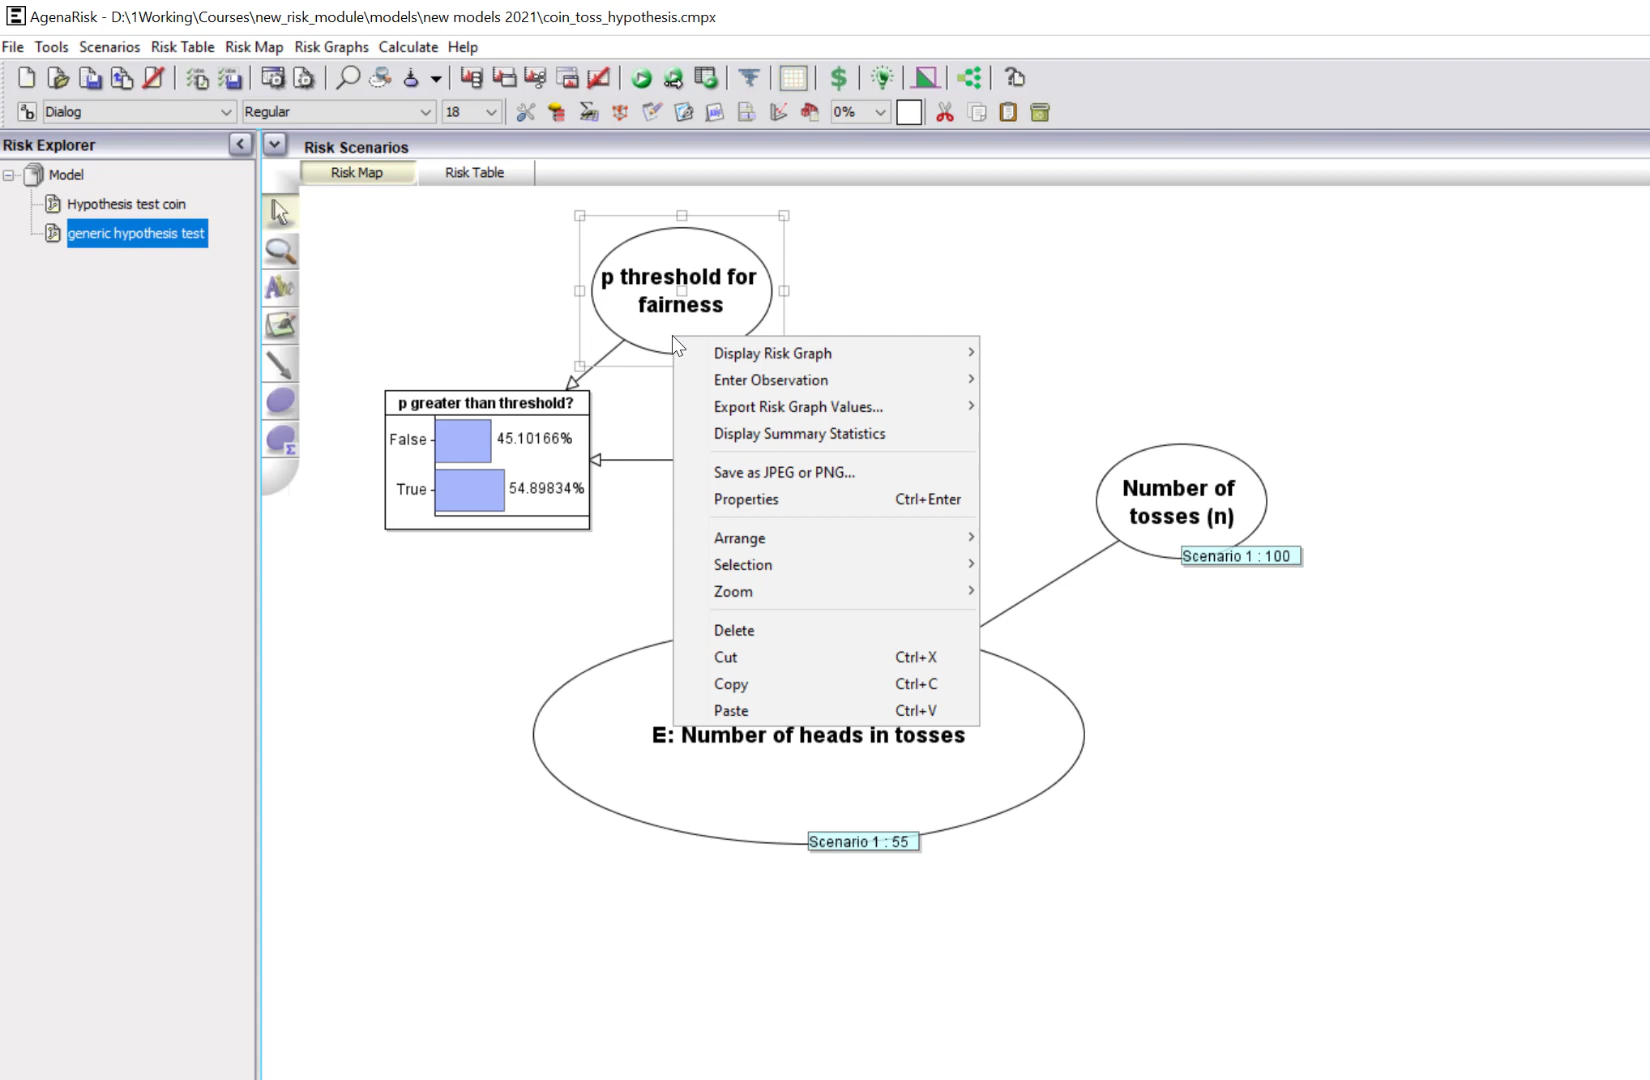 AgenaRisk - D:\1Working\Courses\new_risk_module\models\new models 2021\coin_toss_hypothesis.cmpx
File Tools Scenarios Risk Table Risk Map Risk Graphs Calculate Help
Dialog Regular 18 0%
Risk Explorer
Model
Hypothesis test coin
generic hypothesis test
Risk Scenarios
Risk Map Risk Table
Abc
p threshold for
fairness
p greater than threshold?
False 45.10166%
True 54.89834%
Display Risk Graph
Enter Observation
Export Risk Graph Values...
Display Summary Statistics
Save as JPEG or PNG...
Properties Ctrl+Enter
Arrange
Selection
Zoom
Delete
Cut Ctrl+X
Copy Ctrl+C
Paste Ctrl+V
Number of
tosses (n)
Scenario 1 : 100
E: Number of heads in tosses
Scenario 1 : 55